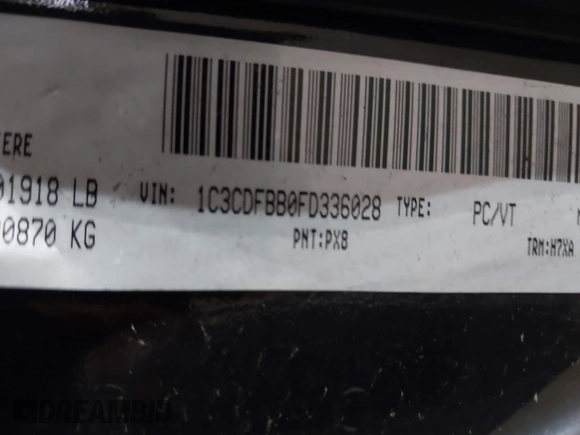 ERE
01918 LB VIN: 1C3CDFBB0FD336028 TYPE: PC/VT
0870 KG PNT:PX8 TRM:H7XA
DREAMBID